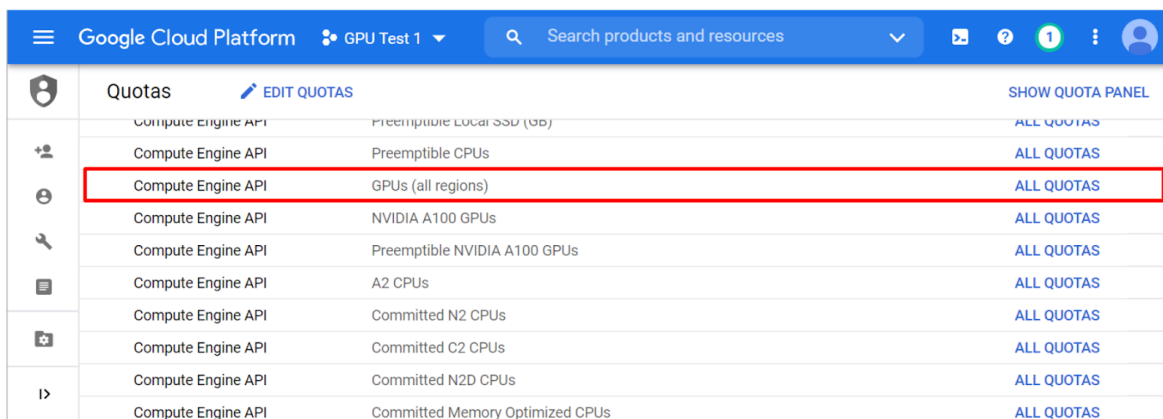 Google Cloud Platform GPU Test 1 Search products and resources 1
Quotas EDIT QUOTAS SHOW QUOTA PANEL
Compute Engine API Preemptible Local SSD (GB) ALL QUOTAS
Compute Engine API Preemptible CPUs ALL QUOTAS
Compute Engine API GPUs (all regions) ALL QUOTAS
Compute Engine API NVIDIA A100 GPUs ALL QUOTAS
Compute Engine API Preemptible NVIDIA A100 GPUs ALL QUOTAS
Compute Engine API A2 CPUs ALL QUOTAS
Compute Engine API Committed N2 CPUs ALL QUOTAS
Compute Engine API Committed C2 CPUs ALL QUOTAS
Compute Engine API Committed N2D CPUs ALL QUOTAS
Compute Engine API Committed Memory Optimized CPUs ALL QUOTAS